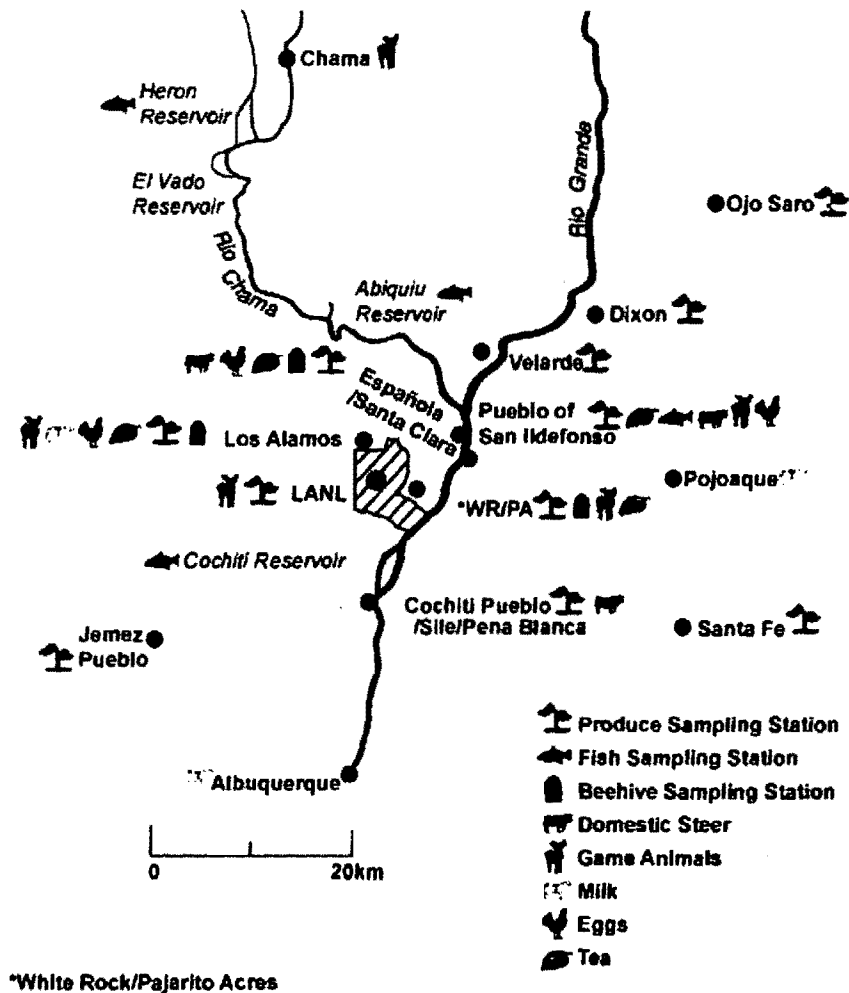 Chama
Heron
Reservoir
El Vado
Reservoir
Rio Grande
Ojo Saro
Rio
Chama
Abiquiu
Reservoir
Dixon
Velarde
Española
/Santa Clara
Pueblo of
San Ildefonso
Los Alamos
LANL
Pojoaque
*WR/PA
Cochiti Reservoir
Cochiti Pueblo
/Sile/Pena Blanca
Jemez
Pueblo
Santa Fe
Albuquerque
Produce Sampling Station
Fish Sampling Station
Beehive Sampling Station
Domestic Steer
Game Animals
Milk
Eggs
Tea
0 20km
*White Rock/Pajarito Acres